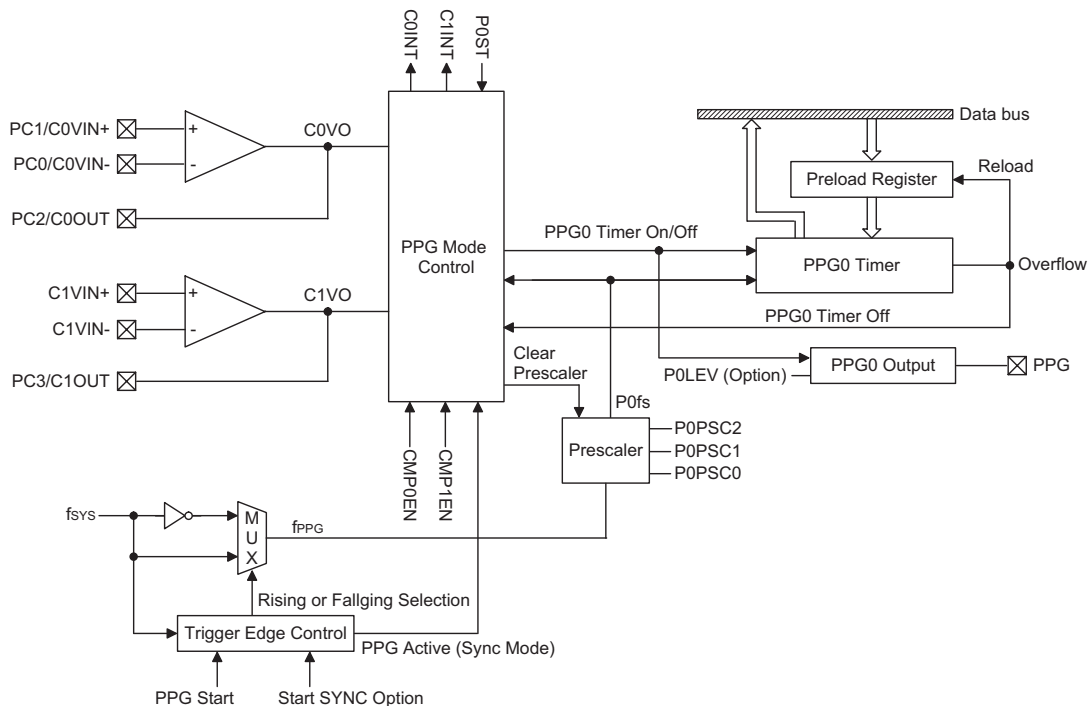 C0INT
C1INT
P0ST
PC1/C0VIN+
+
C0VO
PC0/C0VIN-
-
PC2/C0OUT
Data bus
Preload Register
Reload
PPG Mode
Control
PPG0 Timer On/Off
PPG0 Timer
Overflow
C1VIN+
+
C1VO
C1VIN-
-
PPG0 Timer Off
PC3/C1OUT
Clear
Prescaler
P0LEV (Option)
PPG0 Output
PPG
P0fs
Prescaler
P0PSC2
P0PSC1
P0PSC0
CMP0EN
CMP1EN
fSYS
M
U
X
fPPG
Rising or Fallging Selection
Trigger Edge Control
PPG Active (Sync Mode)
PPG Start
Start SYNC Option